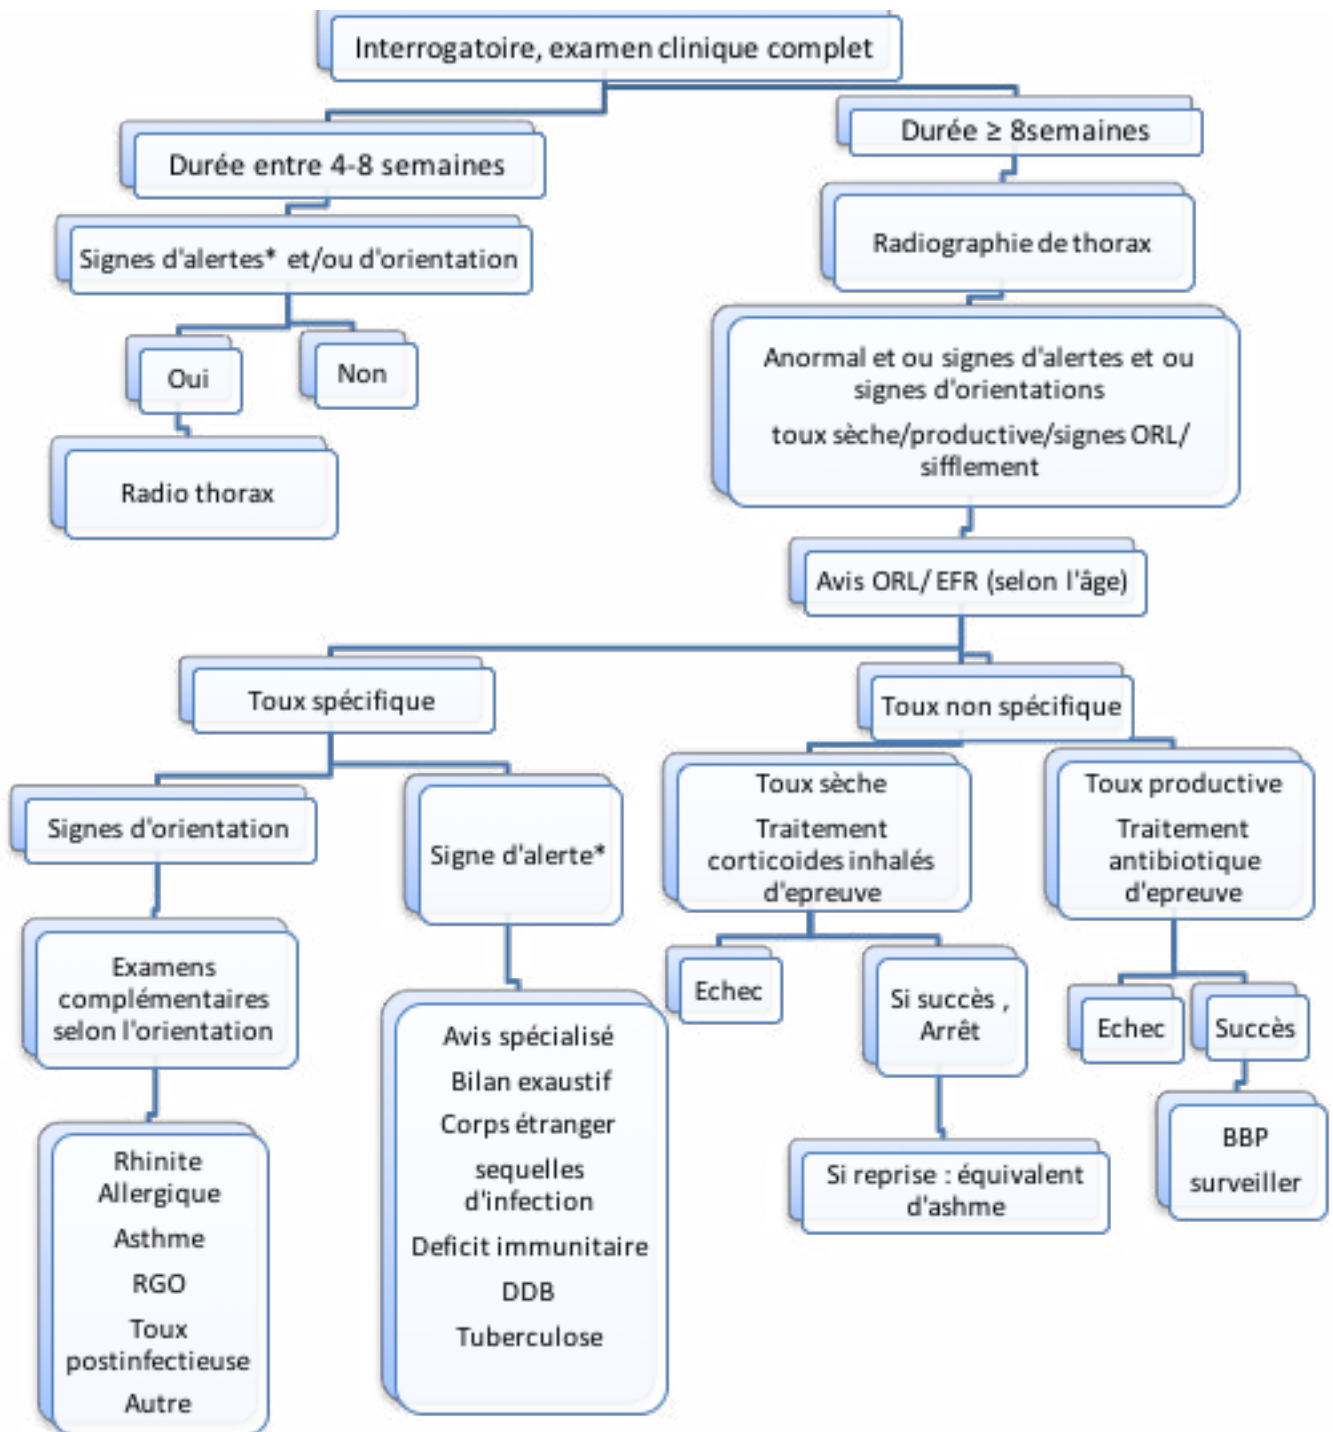 Interrogatoire, examen clinique complet
Durée entre 4-8 semaines
Durée ≥ 8semaines
Signes d'alertes* et/ou d'orientation
Radiographie de thorax
Oui
Non
Radio thorax
Anormal et ou signes d'alertes et ou
signes d'orientations
toux sèche/productive/signes ORL/
sifflement
Avis ORL/ EFR (selon l'âge)
Toux spécifique
Toux non spécifique
Signes d'orientation
Signe d'alerte*
Toux sèche
Traitement
corticoides inhalés
d'epreuve
Toux productive
Traitement
antibiotique
d'epreuve
Examens
complémentaires
selon l'orientation
Avis spécialisé
Bilan exaustif
Corps étranger
sequelles
d'infection
Deficit immunitaire
DDB
Tuberculose
Echec
Si succès ,
Arrêt
Echec
Succès
Si reprise : équivalent
d'ashme
BBP
surveiller
Rhinite
Allergique
Asthme
RGO
Toux
postinfectieuse
Autre